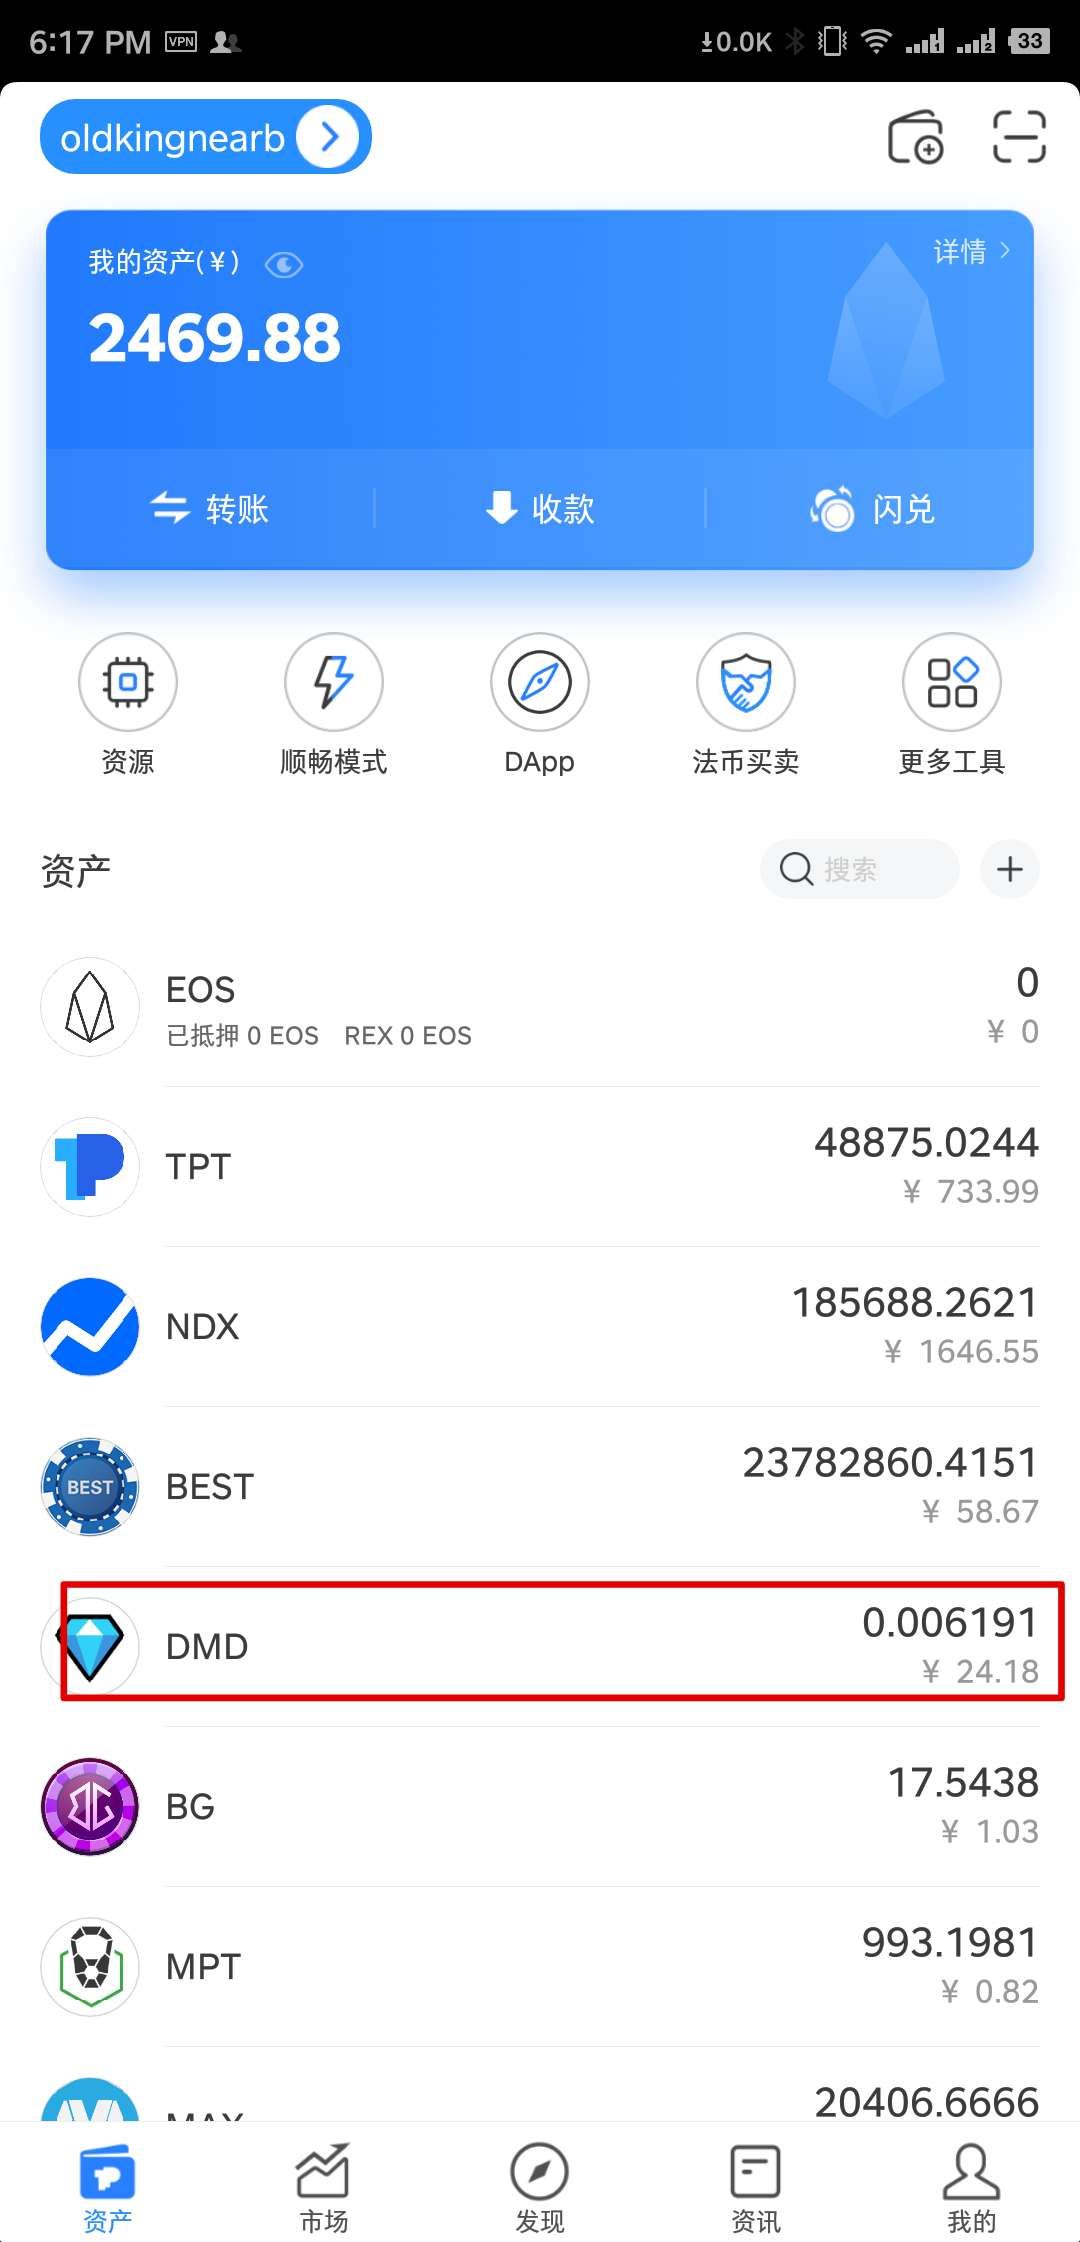 6:17 PM VPN 0.0K 1 2 33
oldkingnearb
我的资产(¥)
详情
2469.88
转账 收款 闪兑
资源 顺畅模式 DApp 法币买卖 更多工具
资产 搜索
EOS 0
已抵押 0 EOS REX 0 EOS ¥ 0
TPT 48875.0244
¥ 733.99
NDX 185688.2621
¥ 1646.55
BEST BEST 23782860.4151
¥ 58.67
DMD 0.006191
¥ 24.18
BG 17.5438
¥ 1.03
MPT 993.1981
¥ 0.82
MAX 20406.6666
资产 市场 发现 资讯 我的